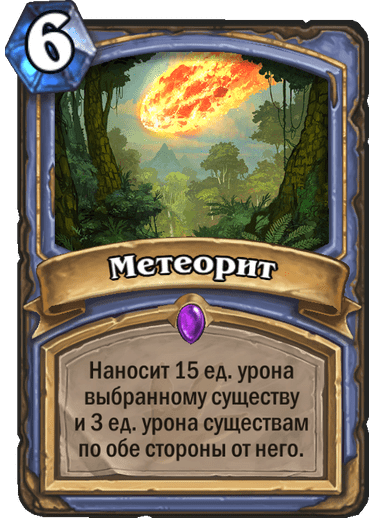 6
Метеорит
Наносит 15 ед. урона
выбранному существу
и 3 ед. урона существам
по обе стороны от него.